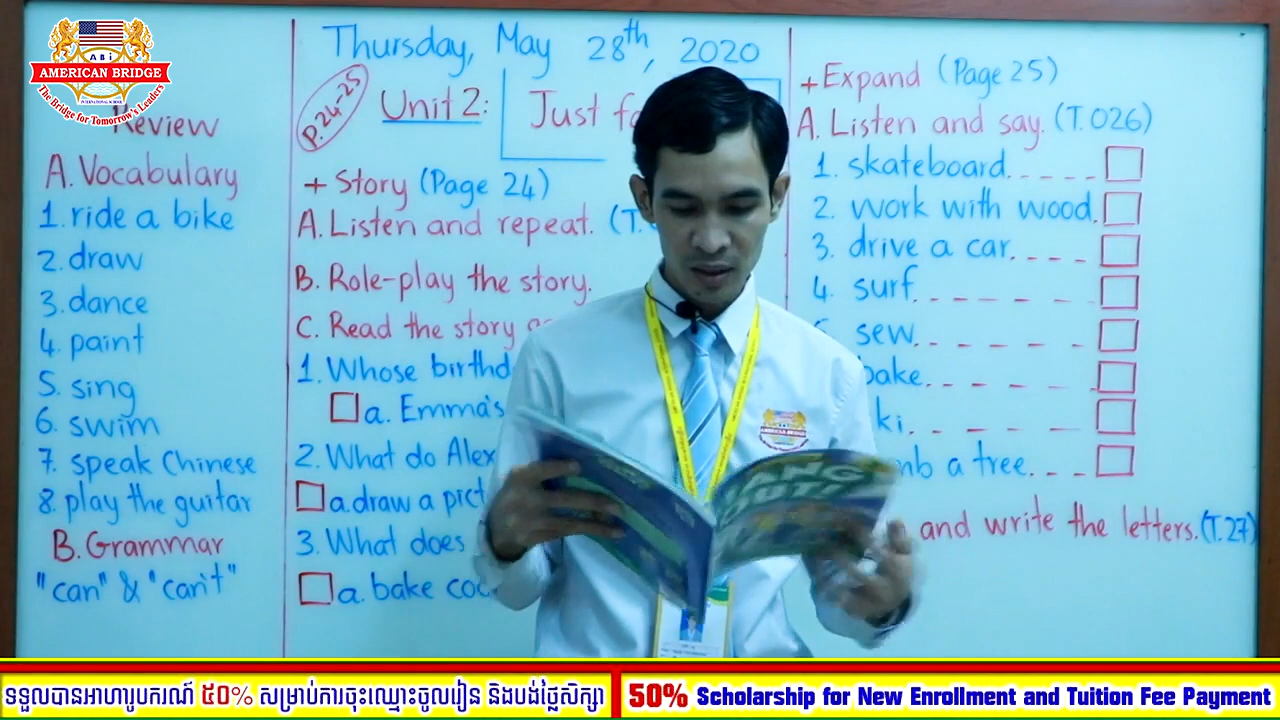 ABi
AMERICAN BRIDGE
INTERNATIONAL SCHOOL
The Bridge for Tomorrow's Leaders
Review
A. Vocabulary
1. ride a bike
2. draw
3. dance
4. paint
5. sing
6. swim
7. speak Chinese
8. play the guitar
B. Grammar
"can" & "can't"
Thursday, May 28th, 2020
P. 24-25
Unit 2: Just
+ Story (Page 24)
A. Listen and repeat.
B. Role-play the story.
C. Read the story
1. Whose
a. Emma's
2. What do Alex
a. draw a
3. What does
a. bake
+ Expand (Page 25)
A. Listen and say. (T.026)
1. skateboard
2. work with wood.
3. drive a car
4. surf
sew
bake
a tree
and write the letters. (T.27)
AMERICAN BRIDGE
ទទួលបានអាហារូបករណ៍ ៥០% សម្រាប់ការចុះឈ្មោះចូលរៀន និងបង់ថ្លៃសិក្សា
50% Scholarship for New Enrollment and Tuition Fee Payment